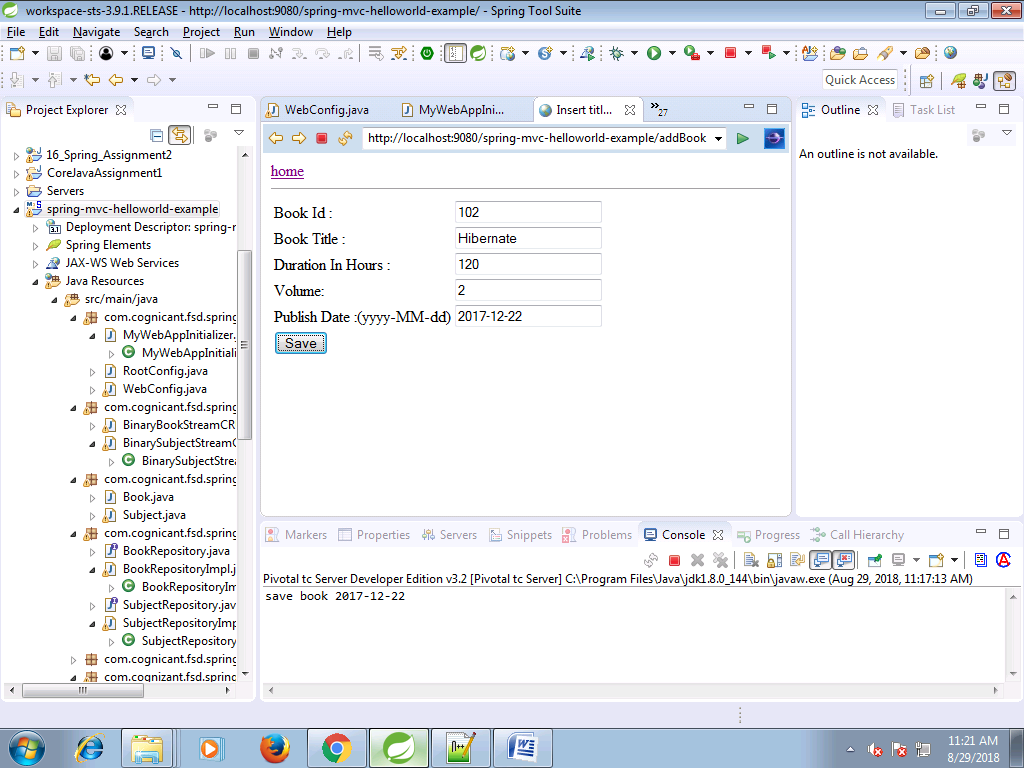 workspace-sts-3.9.1.RELEASE - http://localhost:9080/spring-mvc-helloworld-example/ - Spring Tool Suite
File Edit Navigate Search Project Run Window Help
Quick Access
Project Explorer
16_Spring_Assignment2
CoreJavaAssignment1
Servers
spring-mvc-helloworld-example
Deployment Descriptor: spring-r
Spring Elements
JAX-WS Web Services
Java Resources
src/main/java
com.cognicant.fsd.spring
MyWebAppInitializer.
MyWebAppInitiali
RootConfig.java
WebConfig.java
com.cognicant.fsd.spring
BinaryBookStreamCR
BinarySubjectStreamC
BinarySubjectStrea
com.cognicant.fsd.spring
Book.java
Subject.java
com.cognicant.fsd.spring
BookRepository.java
BookRepositoryImpl.j
BookRepositoryIm
SubjectRepository.jav
SubjectRepositoryImp
SubjectRepository
com.cognicant.fsd.spring
com.cognizant.fsd.spring
WebConfig.java MyWebAppIni... Insert titl... »27
http://localhost:9080/spring-mvc-helloworld-example/addBook
home
Book Id : 102
Book Title : Hibernate
Duration In Hours : 120
Volume: 2
Publish Date :(yyyy-MM-dd) 2017-12-22
Save
Outline Task List
An outline is not available.
Markers Properties Servers Snippets Problems Console Progress Call Hierarchy
Pivotal tc Server Developer Edition v3.2 [Pivotal tc Server] C:\Program Files\Java\jdk1.8.0_144\bin\javaw.exe (Aug 29, 2018, 11:17:13 AM)
save book 2017-12-22
11:21 AM
8/29/2018